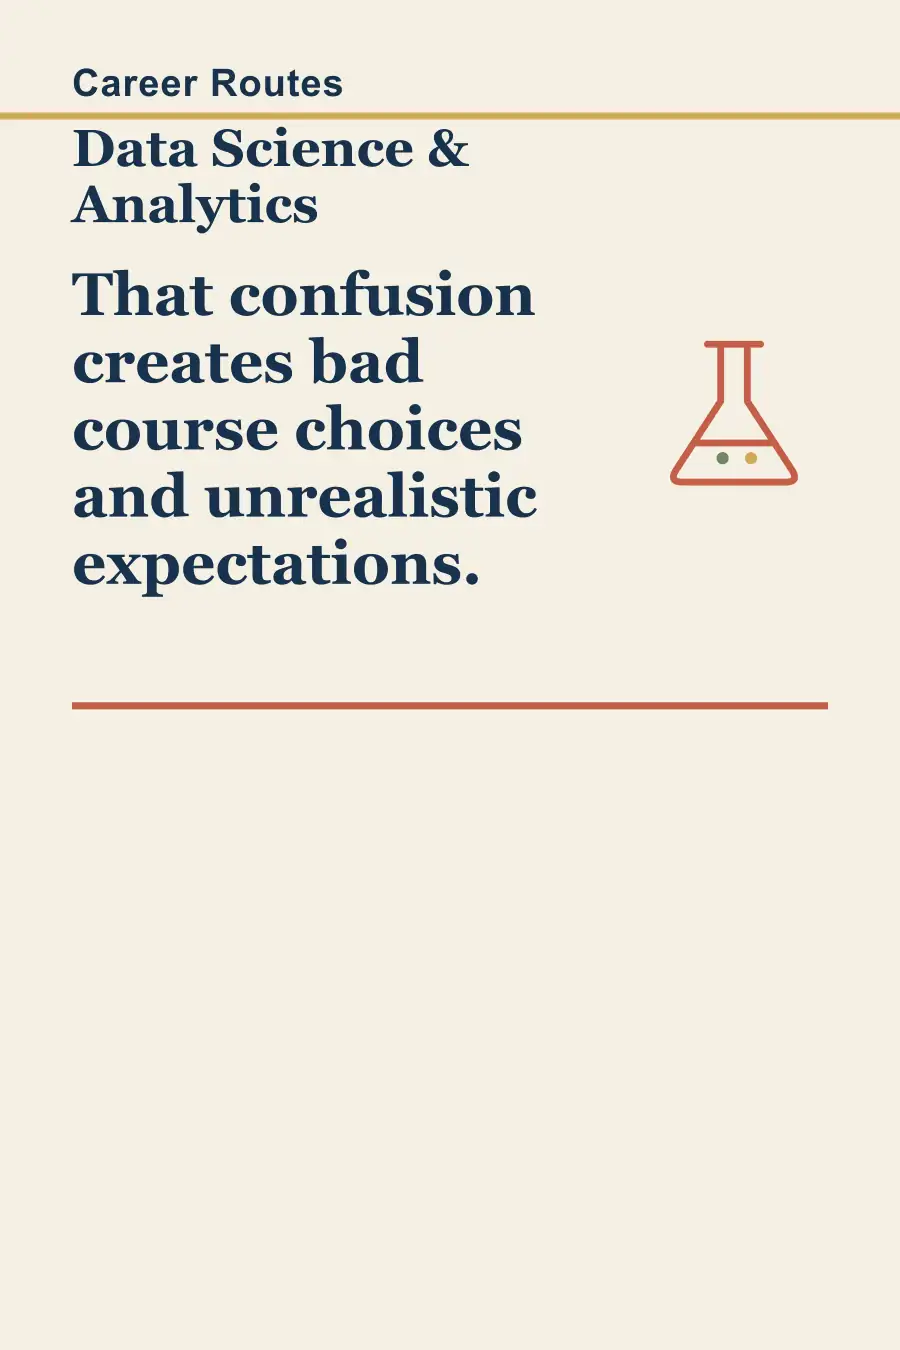 Career Routes
Data Science &
Analytics
That confusion
creates bad
course choices
and unrealistic
expectations.